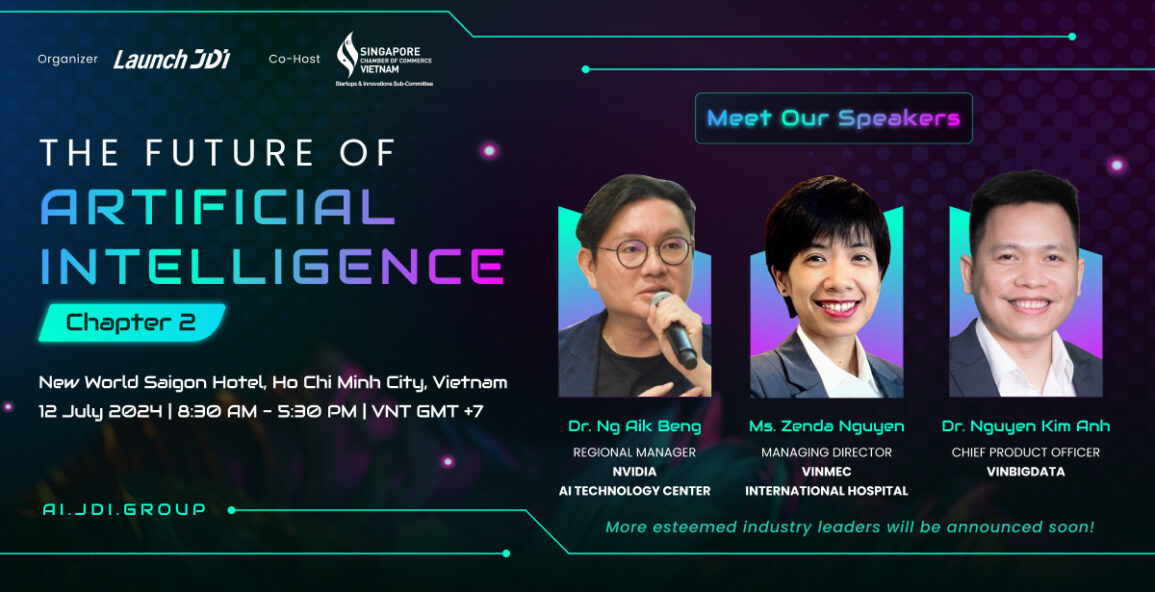 Organizer Launch JDI Co-Host
SINGAPORE
CHAMBER OF COMMERCE
VIETNAM
Startups & Innovations Sub-Committee
THE FUTURE OF
ARTIFICIAL
INTELLIGENCE
Chapter 2
New World Saigon Hotel, Ho Chi Minh City, Vietnam
12 July 2024 | 8:30 AM - 5:30 PM | VNT GMT +7
AI.JDI.GROUP
Meet Our Speakers
Dr. Ng Aik Beng
REGIONAL MANAGER
NVIDIA
AI TECHNOLOGY CENTER
Ms. Zenda Nguyen
MANAGING DIRECTOR
VINMEC
INTERNATIONAL HOSPITAL
Dr. Nguyen Kim Anh
CHIEF PRODUCT OFFICER
VINBIGDATA
More esteemed industry leaders will be announced soon!